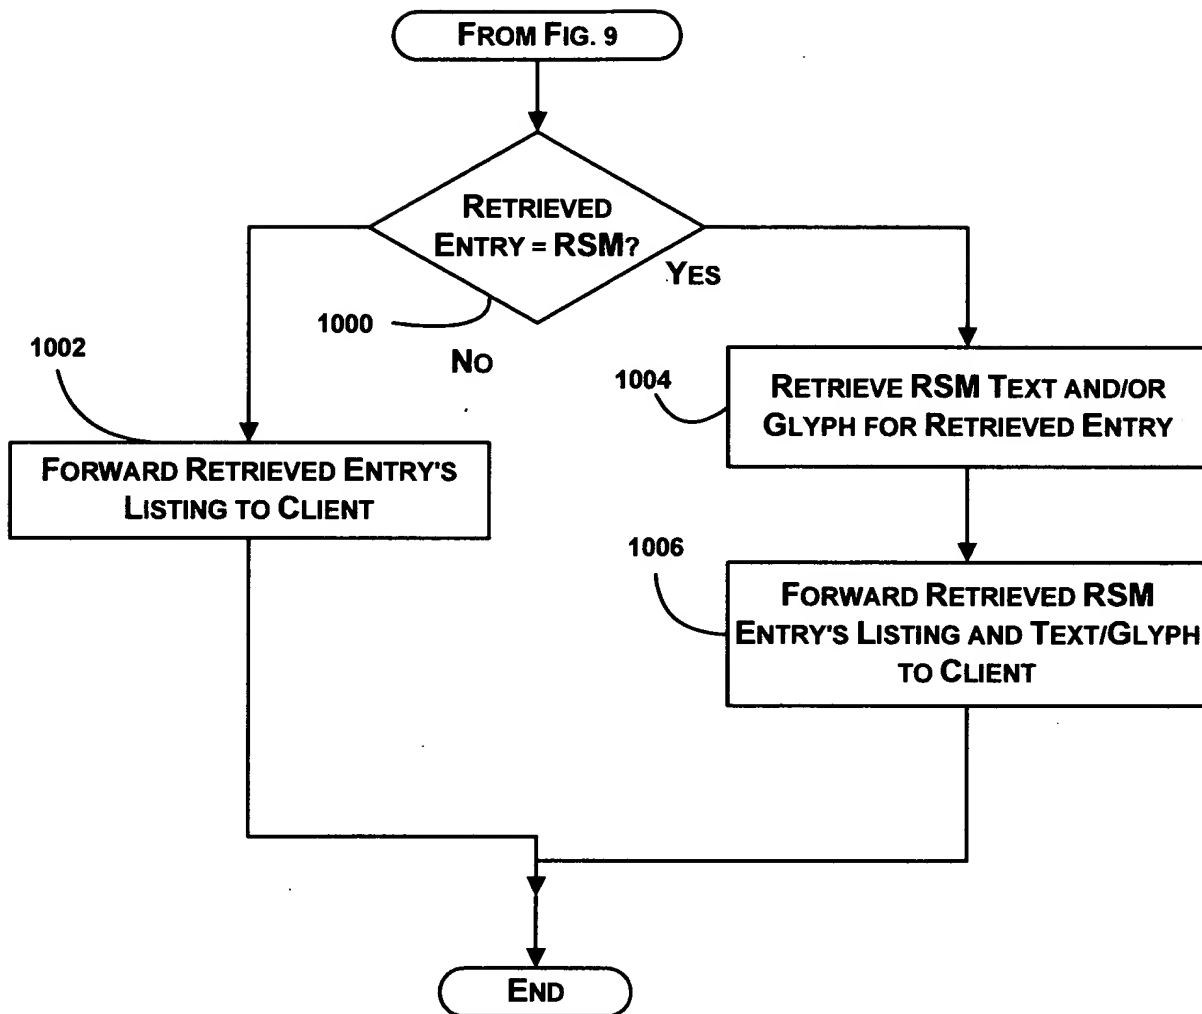 FROM FIG. 9
RETRIEVED
ENTRY = RSM?
YES
1000
NO
1002
FORWARD RETRIEVED ENTRY'S
LISTING TO CLIENT
1004
RETRIEVE RSM TEXT AND/OR
GLYPH FOR RETRIEVED ENTRY
1006
FORWARD RETRIEVED RSM
ENTRY'S LISTING AND TEXT/GLYPH
TO CLIENT
END